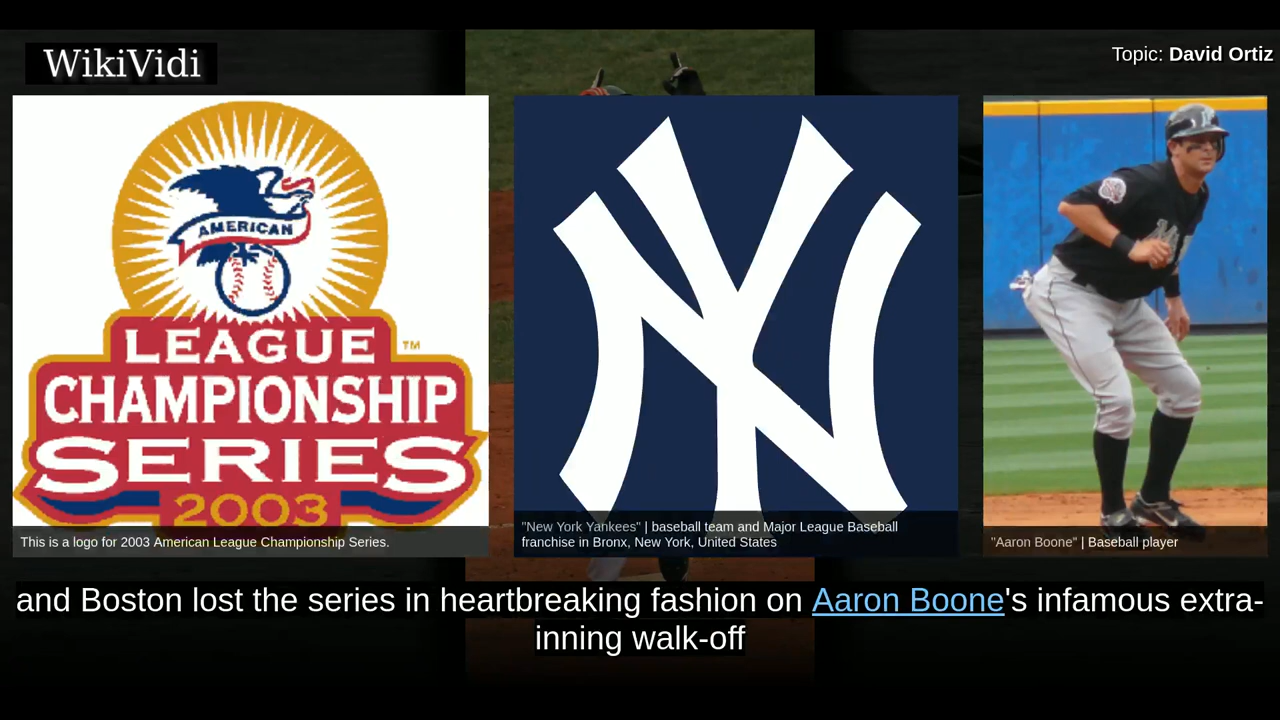 WikiVidi
Topic: David Ortiz
AMERICAN
LEAGUE
TM
CHAMPIONSHIP
SERIES
2003
This is a logo for 2003 American League Championship Series.
"New York Yankees" | baseball team and Major League Baseball
franchise in Bronx, New York, United States
"Aaron Boone" | Baseball player
and Boston lost the series in heartbreaking fashion on Aaron Boone's infamous extra-
inning walk-off